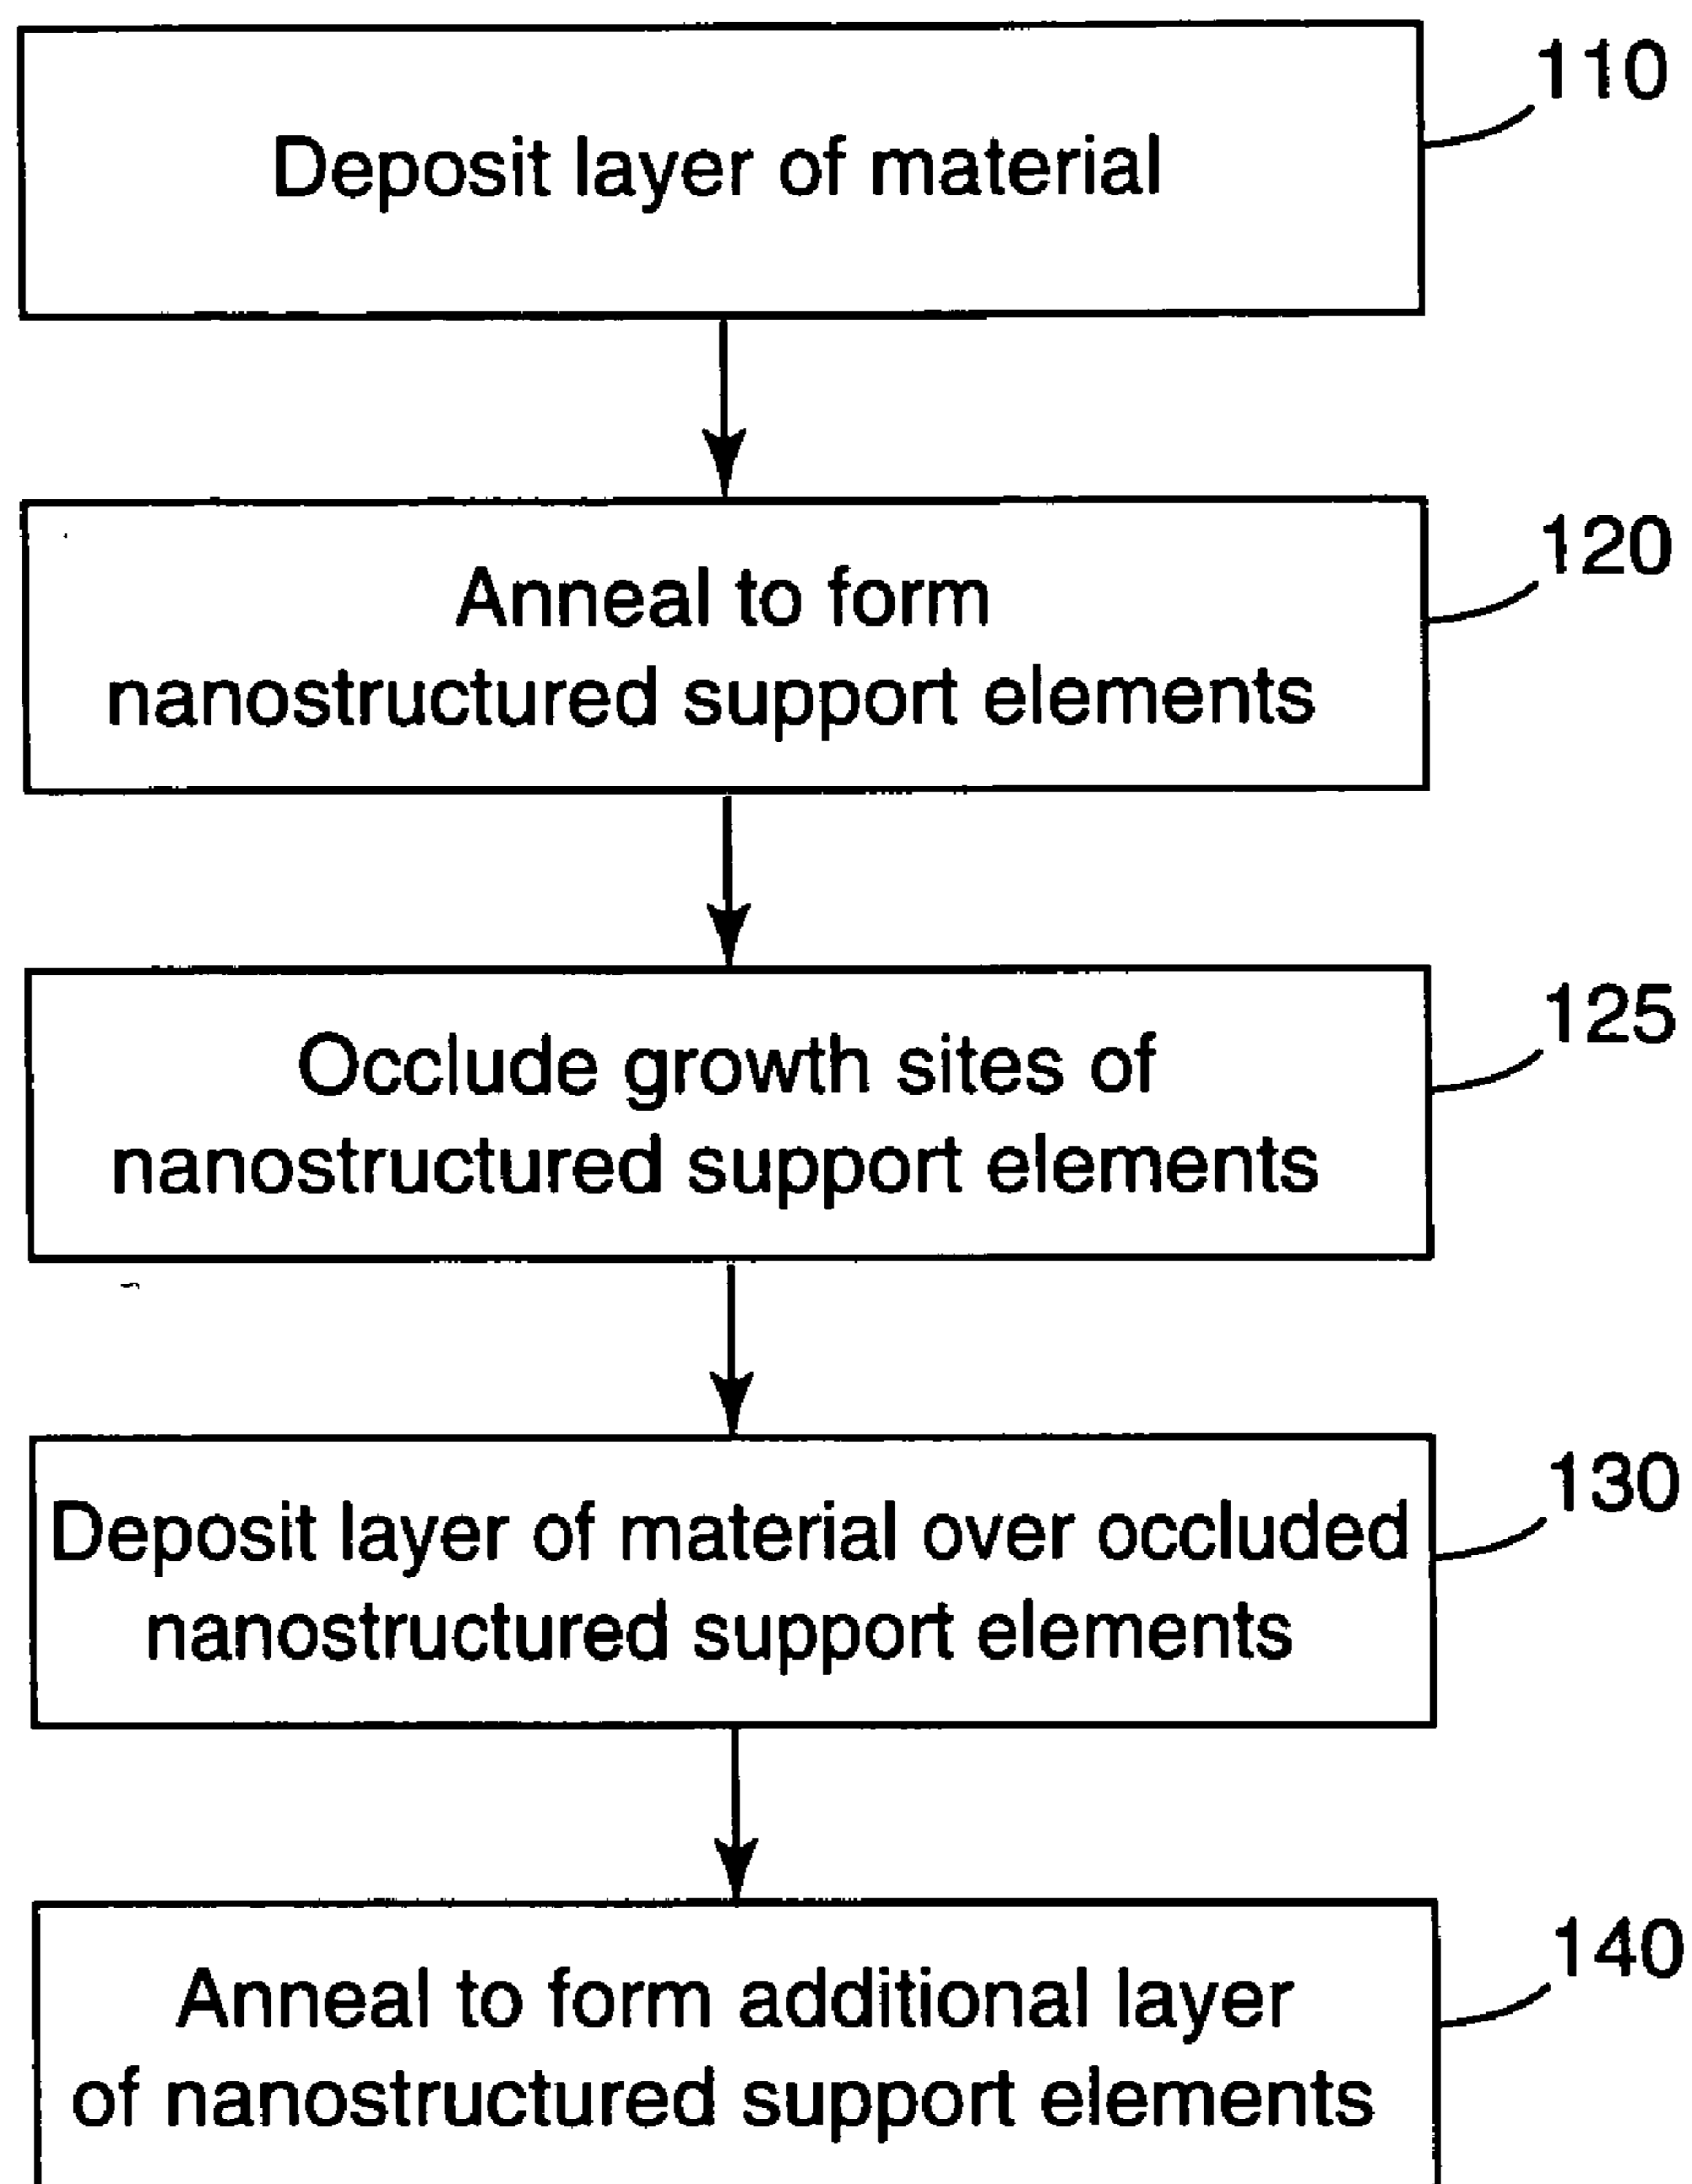 110
Deposit layer of material
120
Anneal to form
nanostructured support elements
125
Occlude growth sites of
nanostructured support elements
130
Deposit layer of material over occluded
nanostructured support elements
140
Anneal to form additional layer
of nanostructured support elements